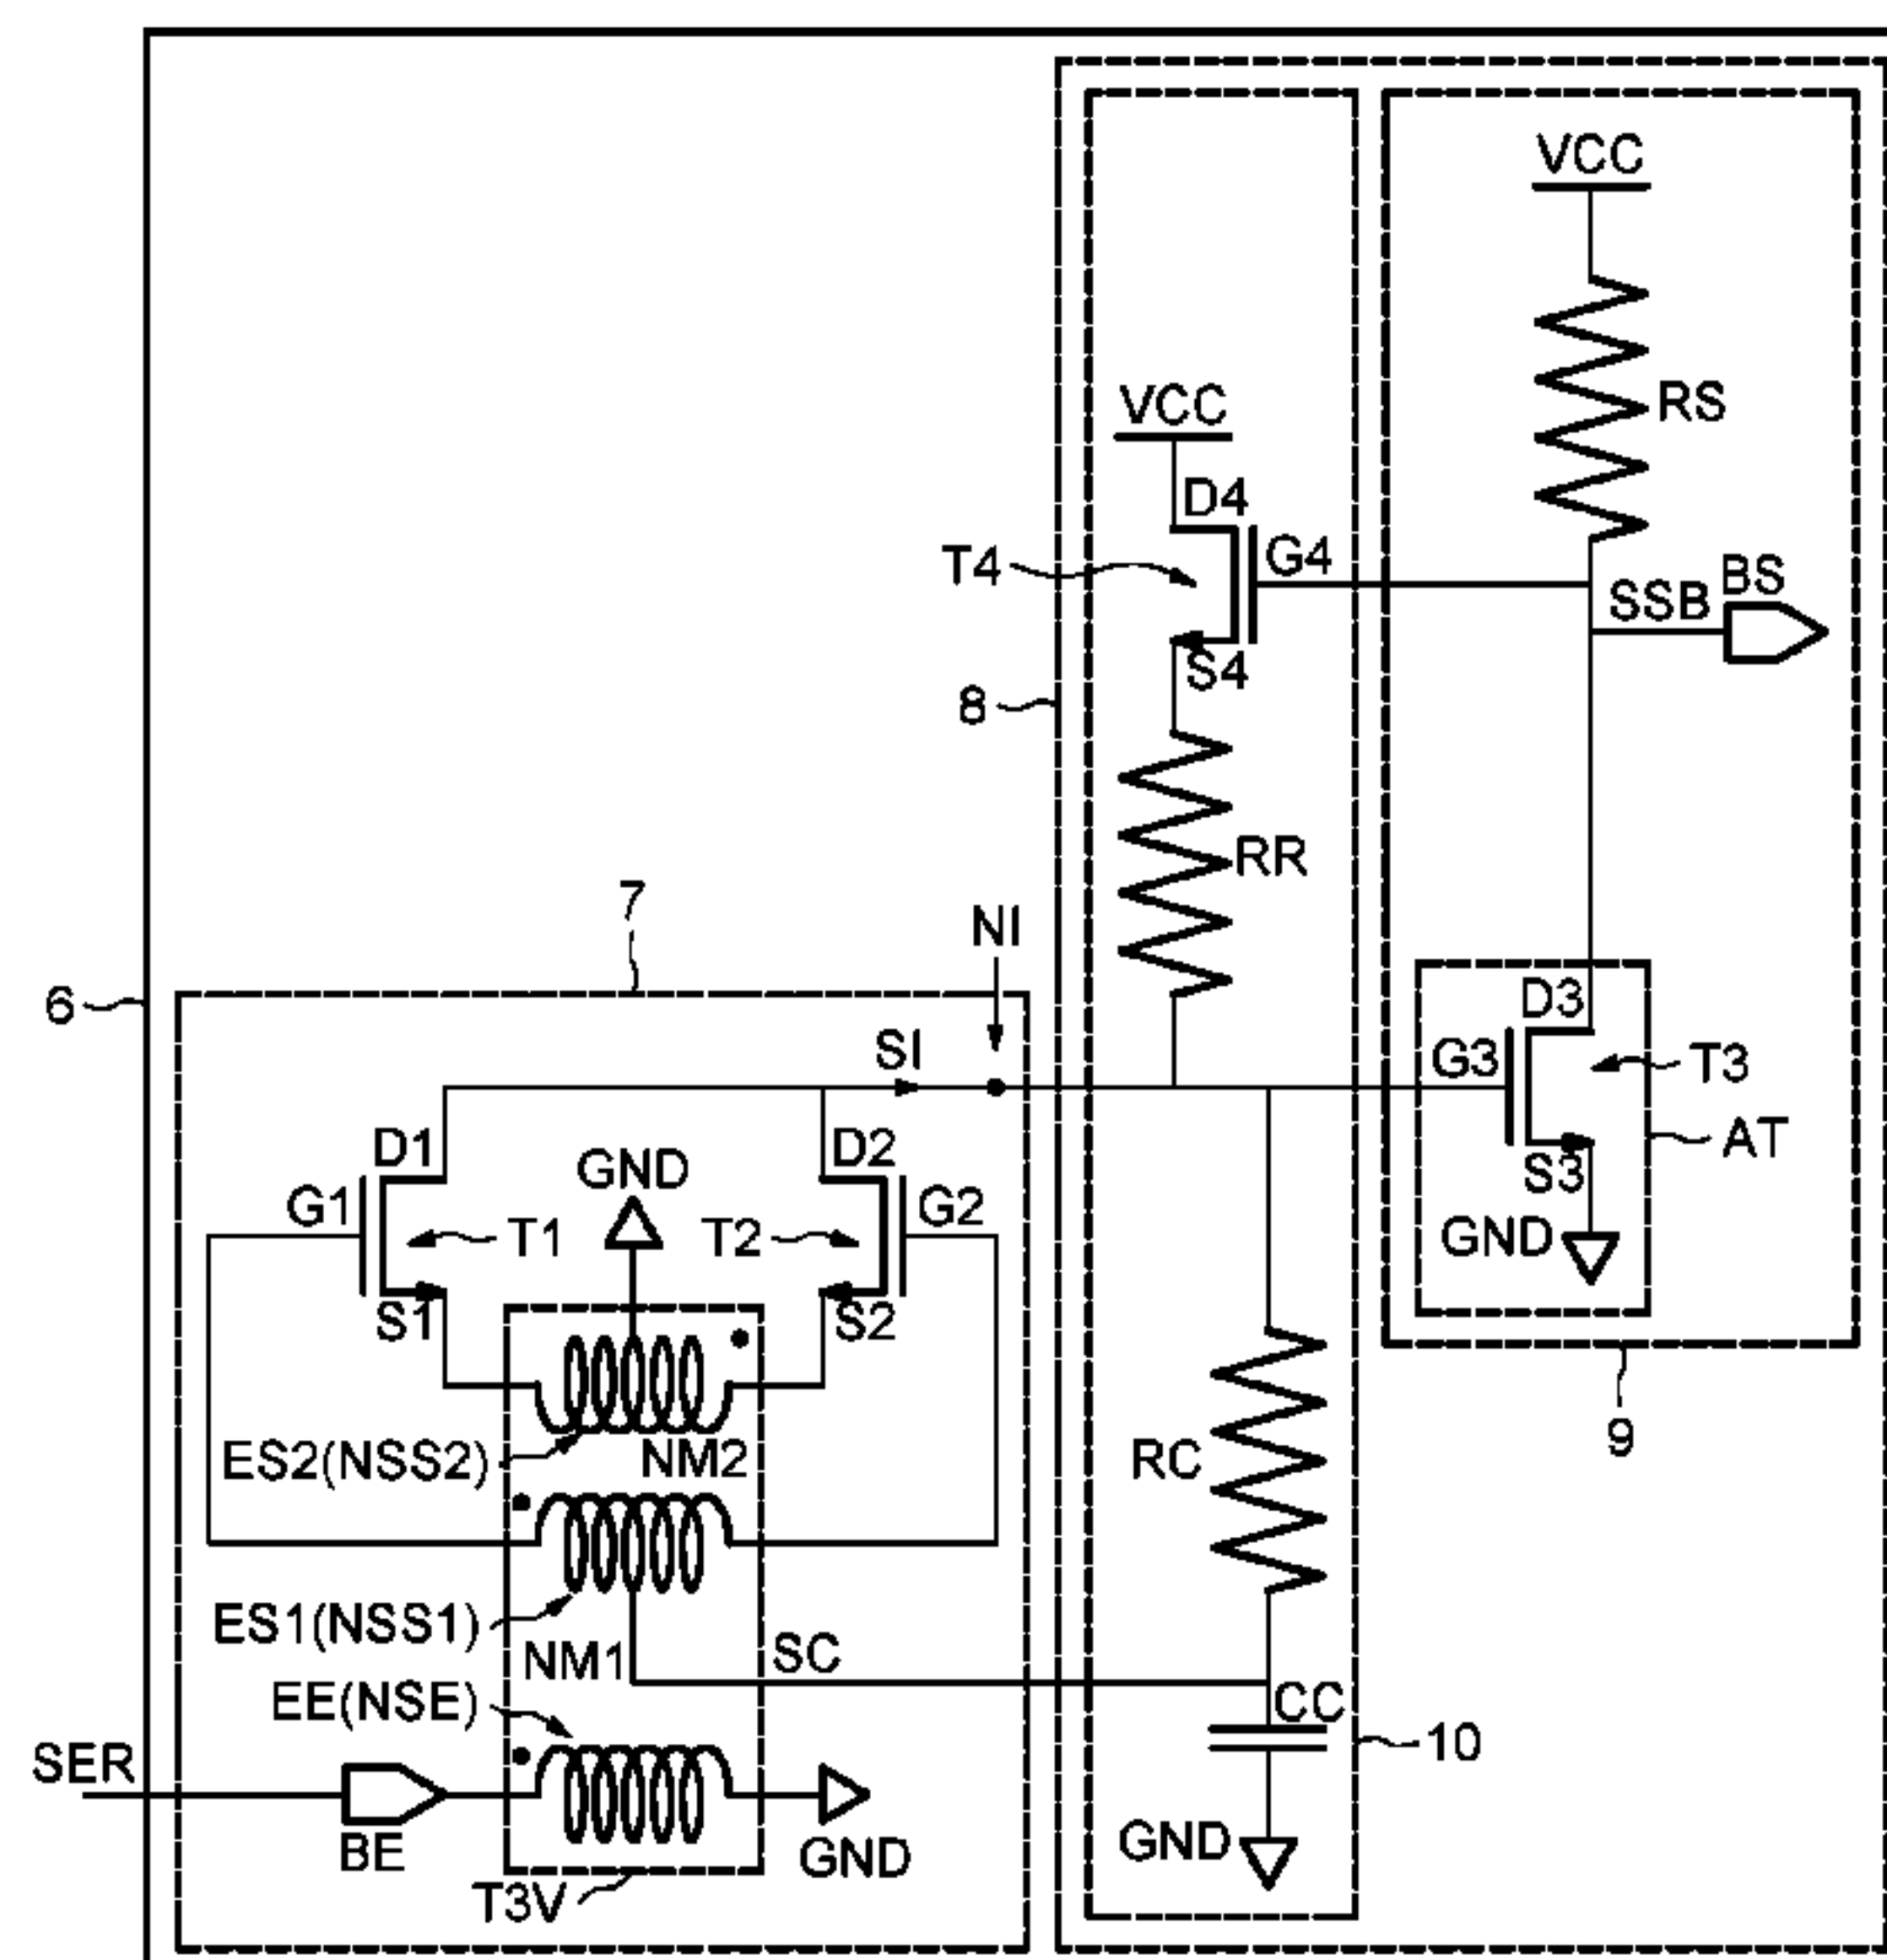 VCC
VCC
RS
D4
T4
G4
SSB
BS
S4
8
RR
7
NI
6
SI
D3
G3
T3
D1
GND
D2
AT
S3
G1
T1
T2
G2
GND
S1
S2
ES2(NSS2)
NM2
RC
9
ES1(NSS1)
NM1
SC
EE(NSE)
CC
10
SER
BE
GND
GND
T3V